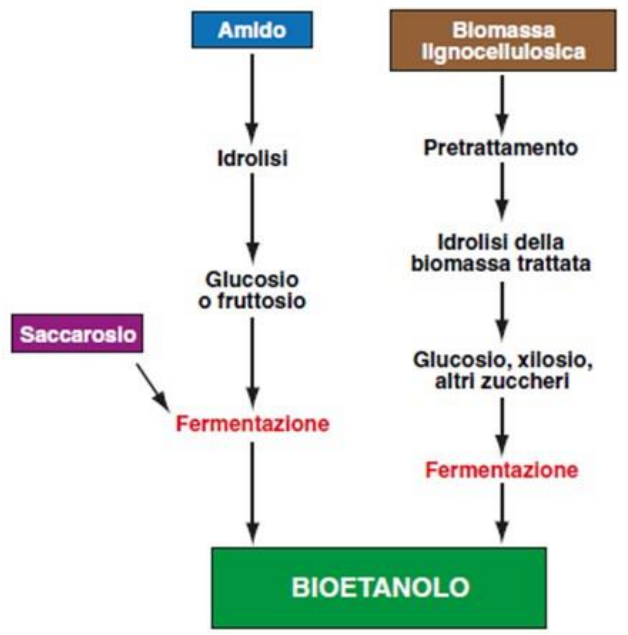 Amido
Biomassa
lignocellulosica
Idrolisi
Pretrattamento
Idrolisi della
biomassa trattata
Glucosio
o fruttosio
Saccarosio
Glucosio, xilosio,
altri zuccheri
Fermentazione
Fermentazione
BIOETANOLO